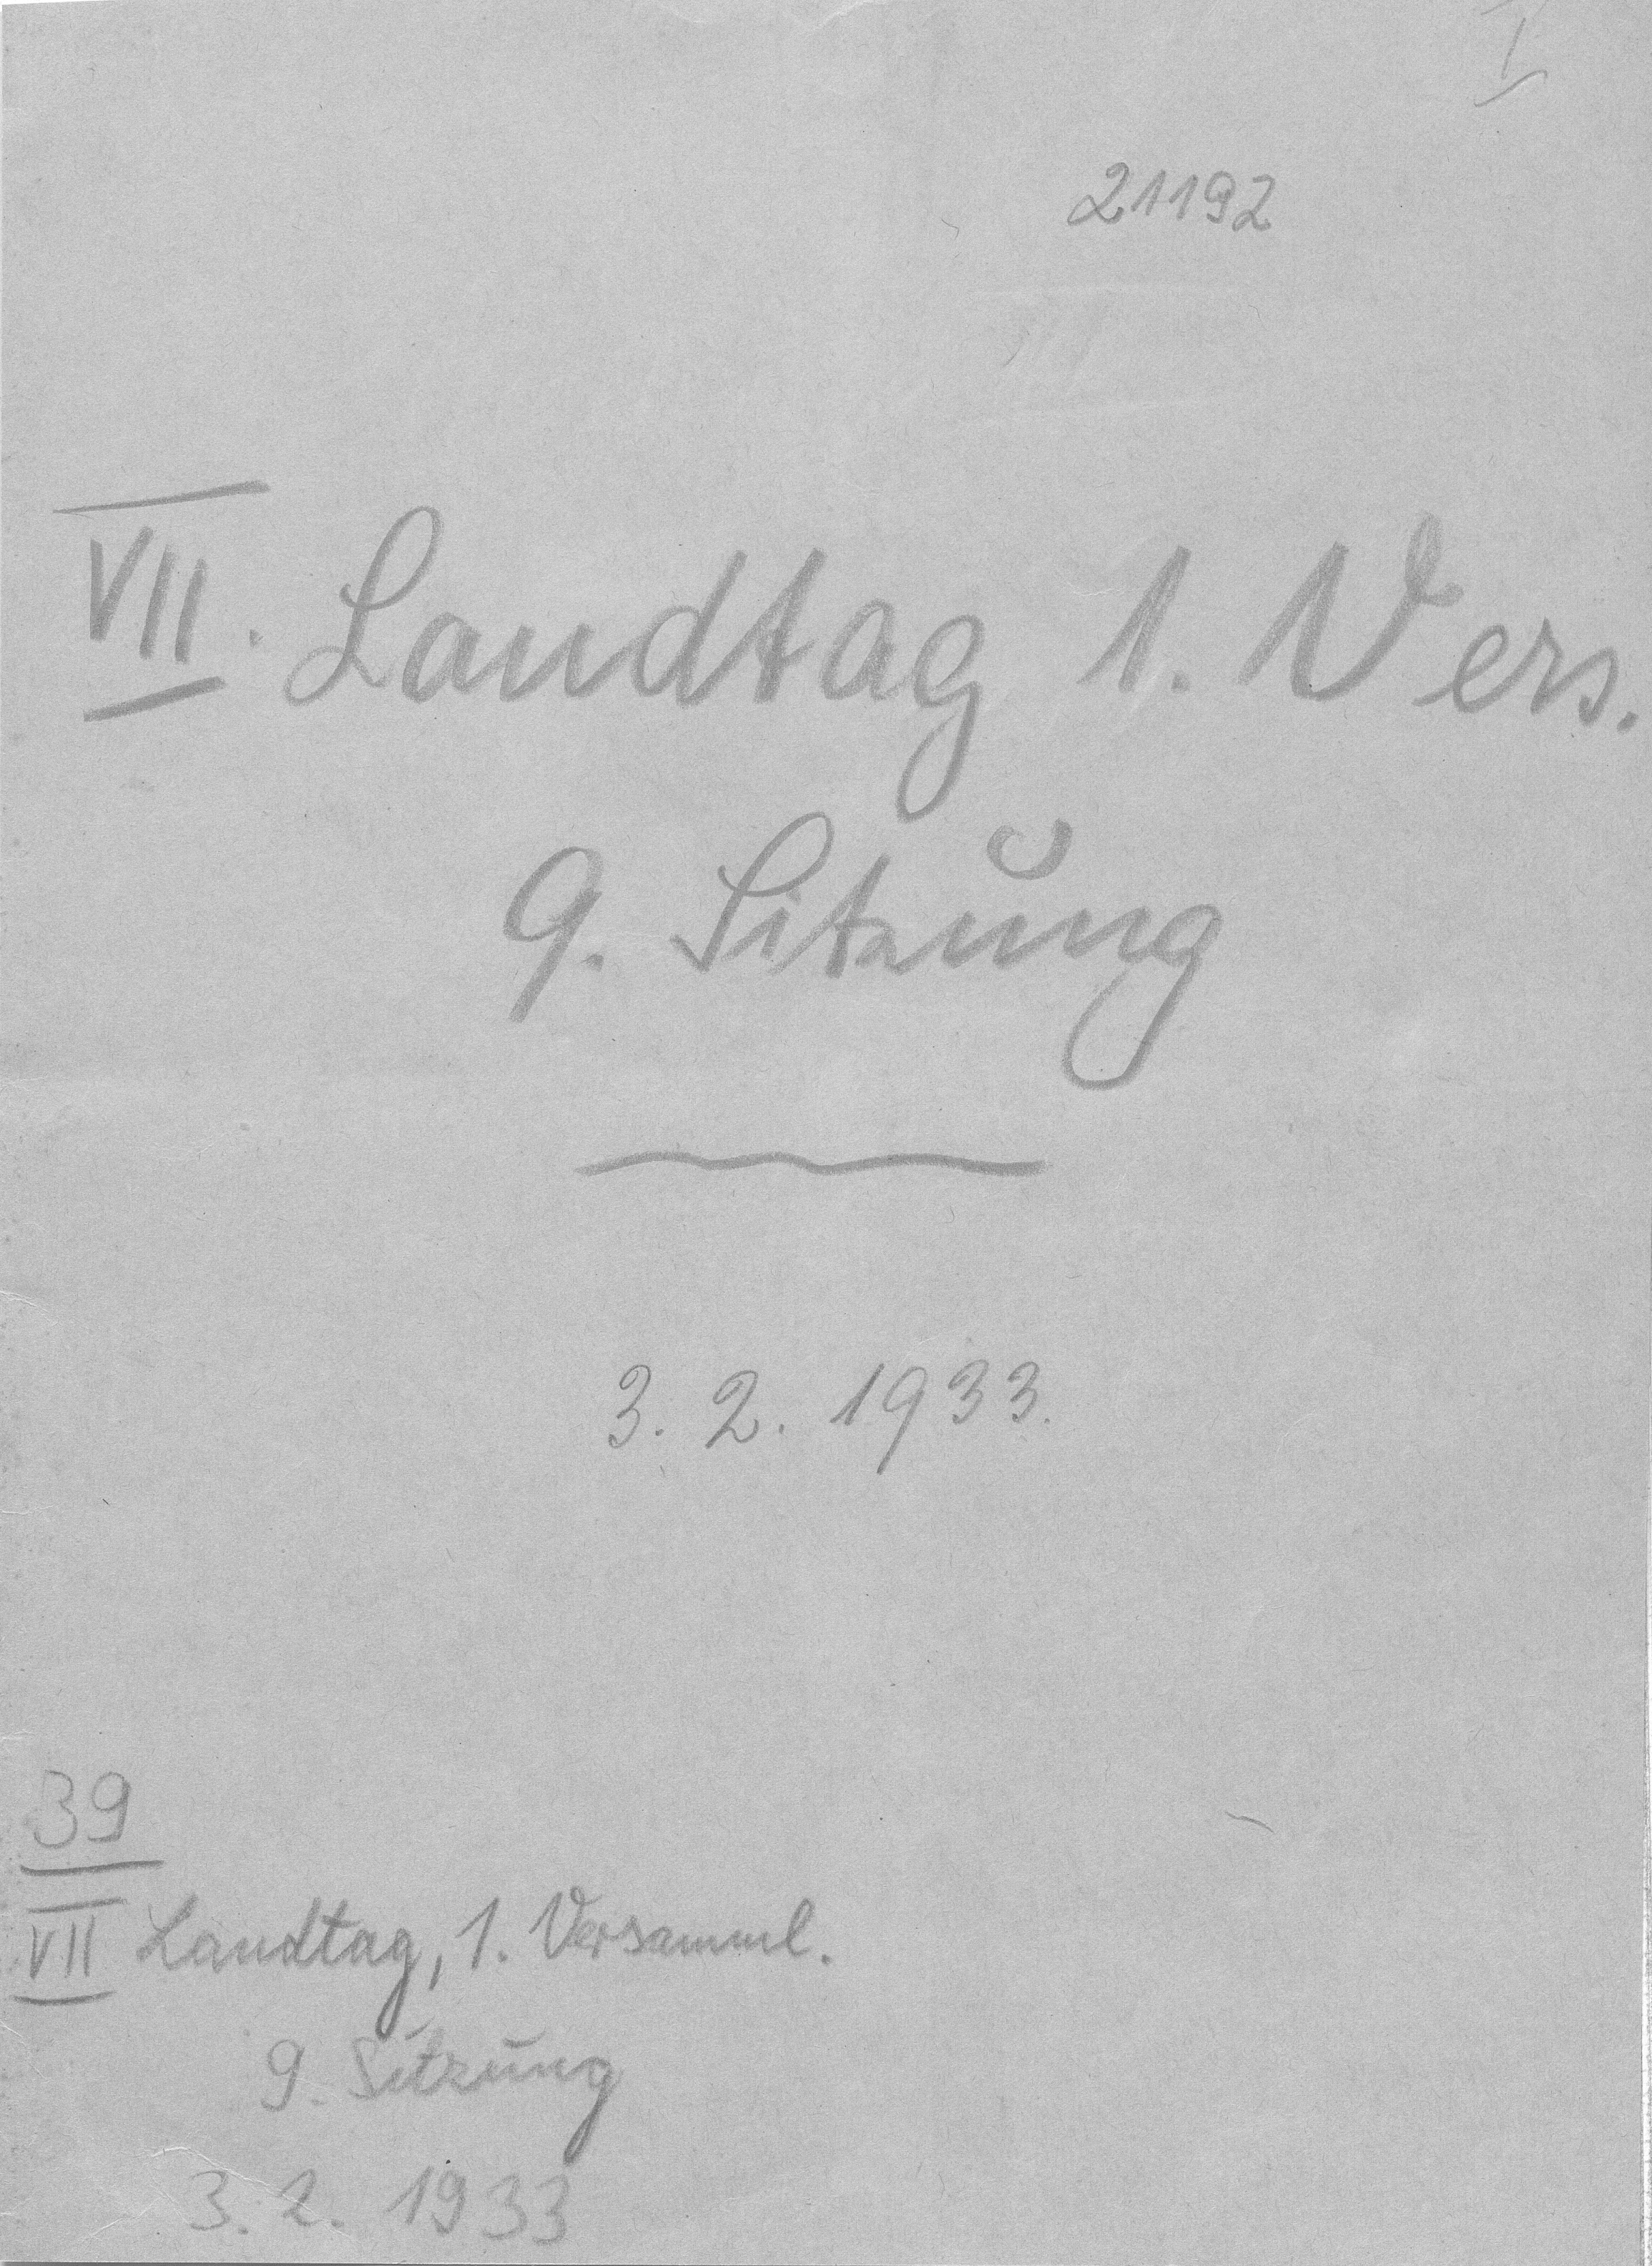 I
21192
VII. Landtag 1. Vers.
9. Sitzung
3. 2. 1933.
39
VII Landtag, 1. Versamml.
9. Sitzung
3. 2. 1933